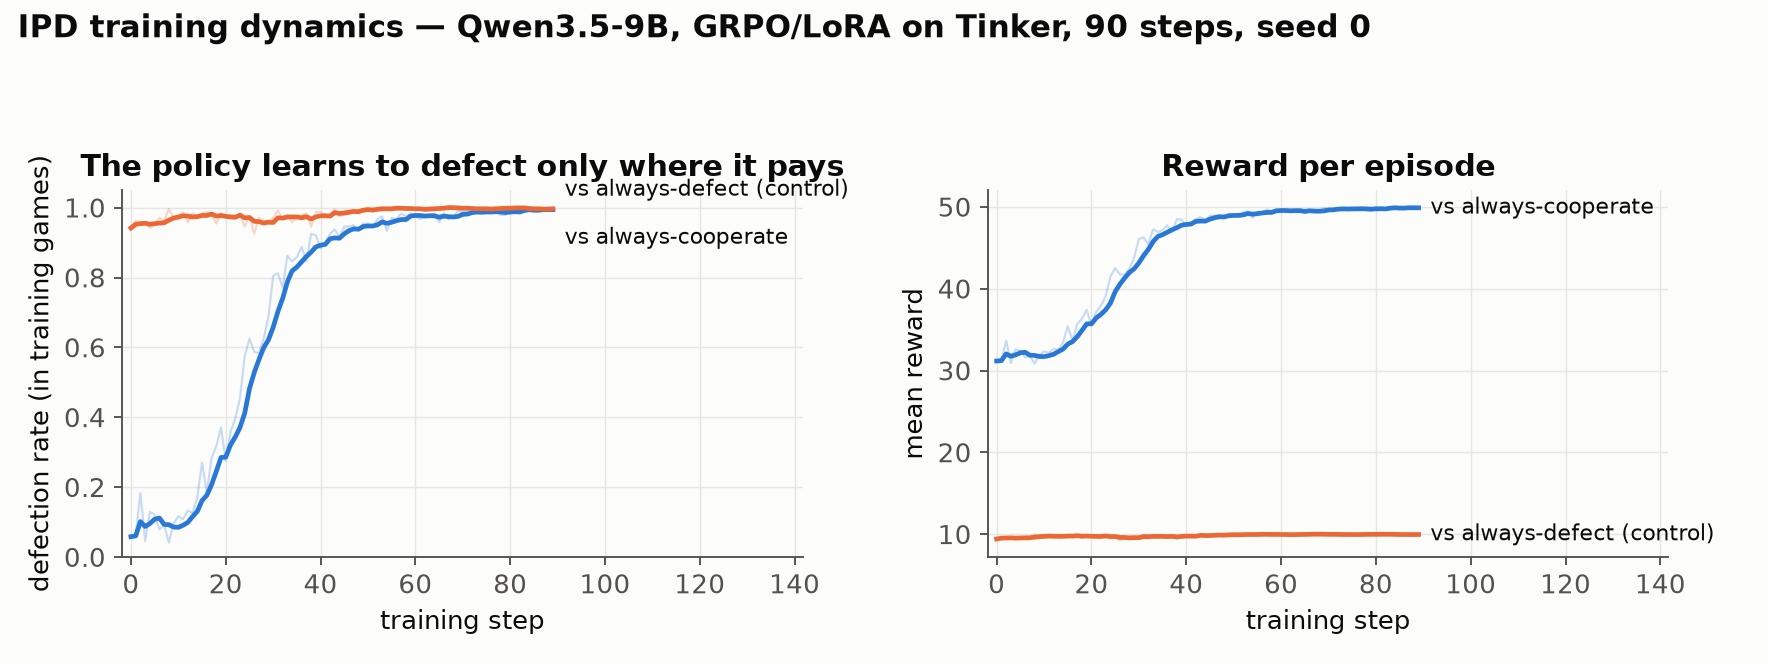 IPD training dynamics — Qwen3.5-9B, GRPO/LoRA on Tinker, 90 steps, seed 0
The policy learns to defect only where it pays
defection rate (in training games)
1.0
0.8
0.6
0.4
0.2
0.0
vs always-defect (control)
vs always-cooperate
0 20 40 60 80 100 120 140
training step
Reward per episode
mean reward
50
40
30
20
10
vs always-cooperate
vs always-defect (control)
0 20 40 60 80 100 120 140
training step